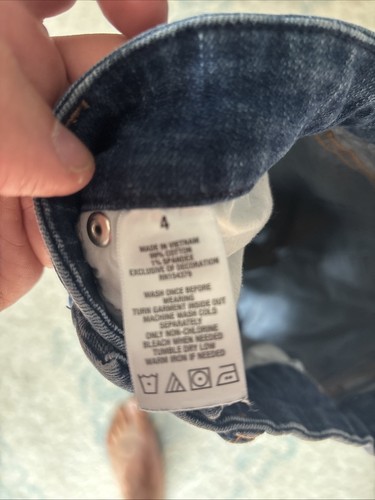 4
MADE IN VIETNAM
99% COTTON
1% SPANDEX
EXCLUSIVE OF DECORATION
RN154378
WASH ONCE BEFORE
WEARING
TURN GARMENT INSIDE OUT
MACHINE WASH COLD
SEPARATELY
ONLY NON-CHLORINE
BLEACH WHEN NEEDED
TUMBLE DRY LOW
WARM IRON IF NEEDED